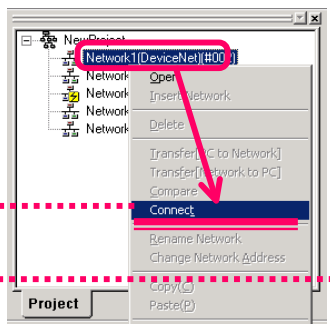 NewProject
Network1(DeviceNet)(#00
Network
Network
Network
Network
Open
Insert Network
Delete
Transfer[PC to Network]
Transfer[Network to PC]
Compare
Connect
Rename Network
Change Network Address
Copy(C)
Paste(P)
Project